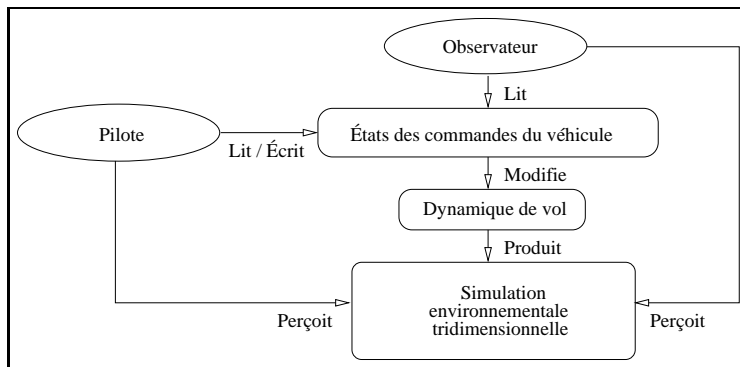 Observateur
Lit
Pilote
États des commandes du véhicule
Lit / Écrit
Modifie
Dynamique de vol
Produit
Simulation
environnementale
tridimensionnelle
Perçoit
Perçoit